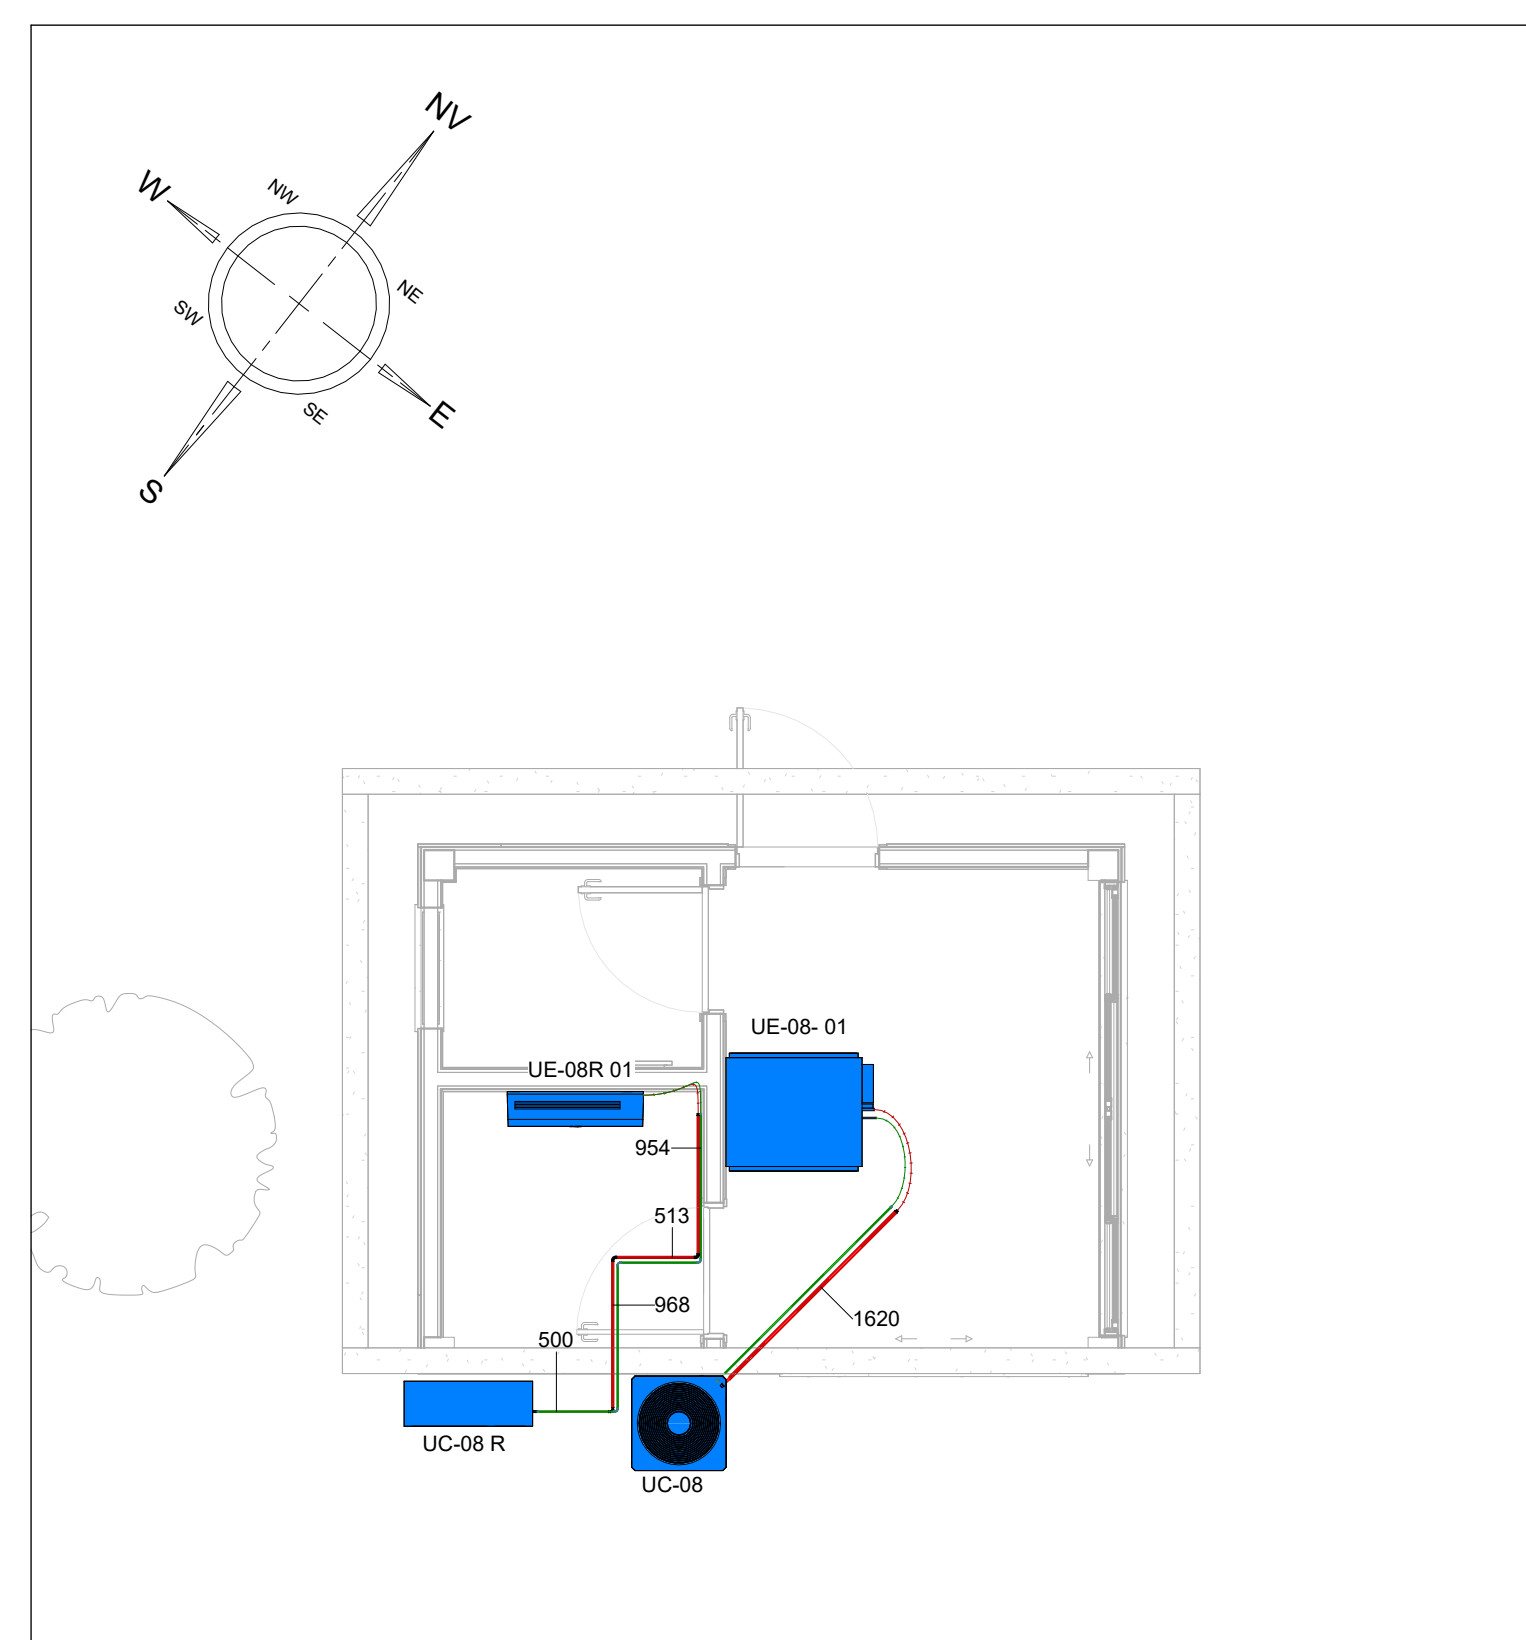 NV
W
NW
NE
SW
SE
E
S
UE-08- 01
UE-08R 01
954
513
968
1620
500
UC-08 R
UC-08